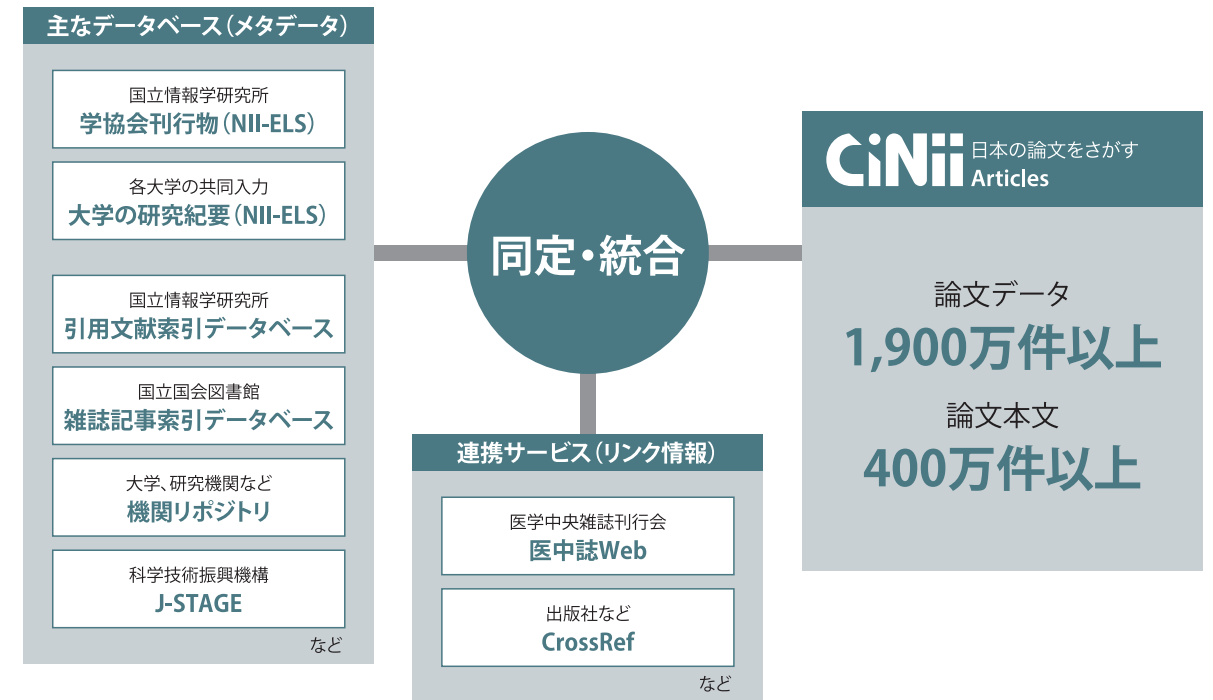 主なデータベース(メタデータ)
国立情報学研究所
学協会刊行物(NII-ELS)
各大学の共同入力
大学の研究紀要(NII-ELS)
国立情報学研究所
引用文献索引データベース
国立国会図書館
雑誌記事索引データベース
大学、研究機関など
機関リポジトリ
科学技術振興機構
J-STAGE
など
同定・統合
連携サービス(リンク情報)
医学中央雑誌刊行会
医中誌Web
出版社など
CrossRef
など
CiNii 日本の論文をさがす
Articles
論文データ
1,900万件以上
論文本文
400万件以上